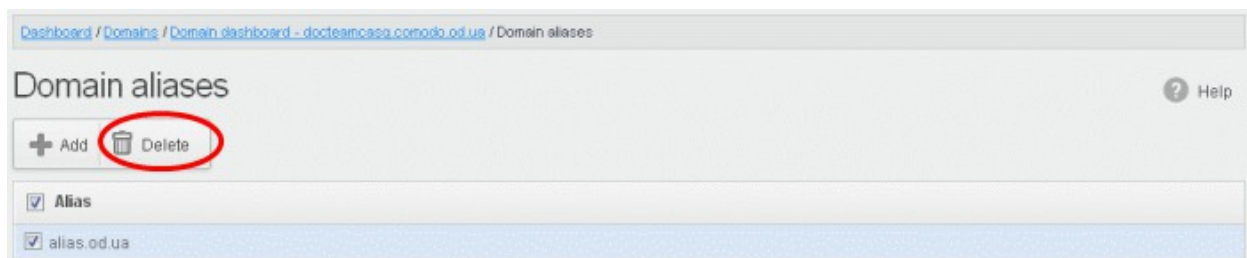 Dashboard / Domains / Domain dashboard - docteamcasg.comodo.od.ua / Domain aliases
Domain aliases
Help
Add Delete
Alias
alias.od.ua